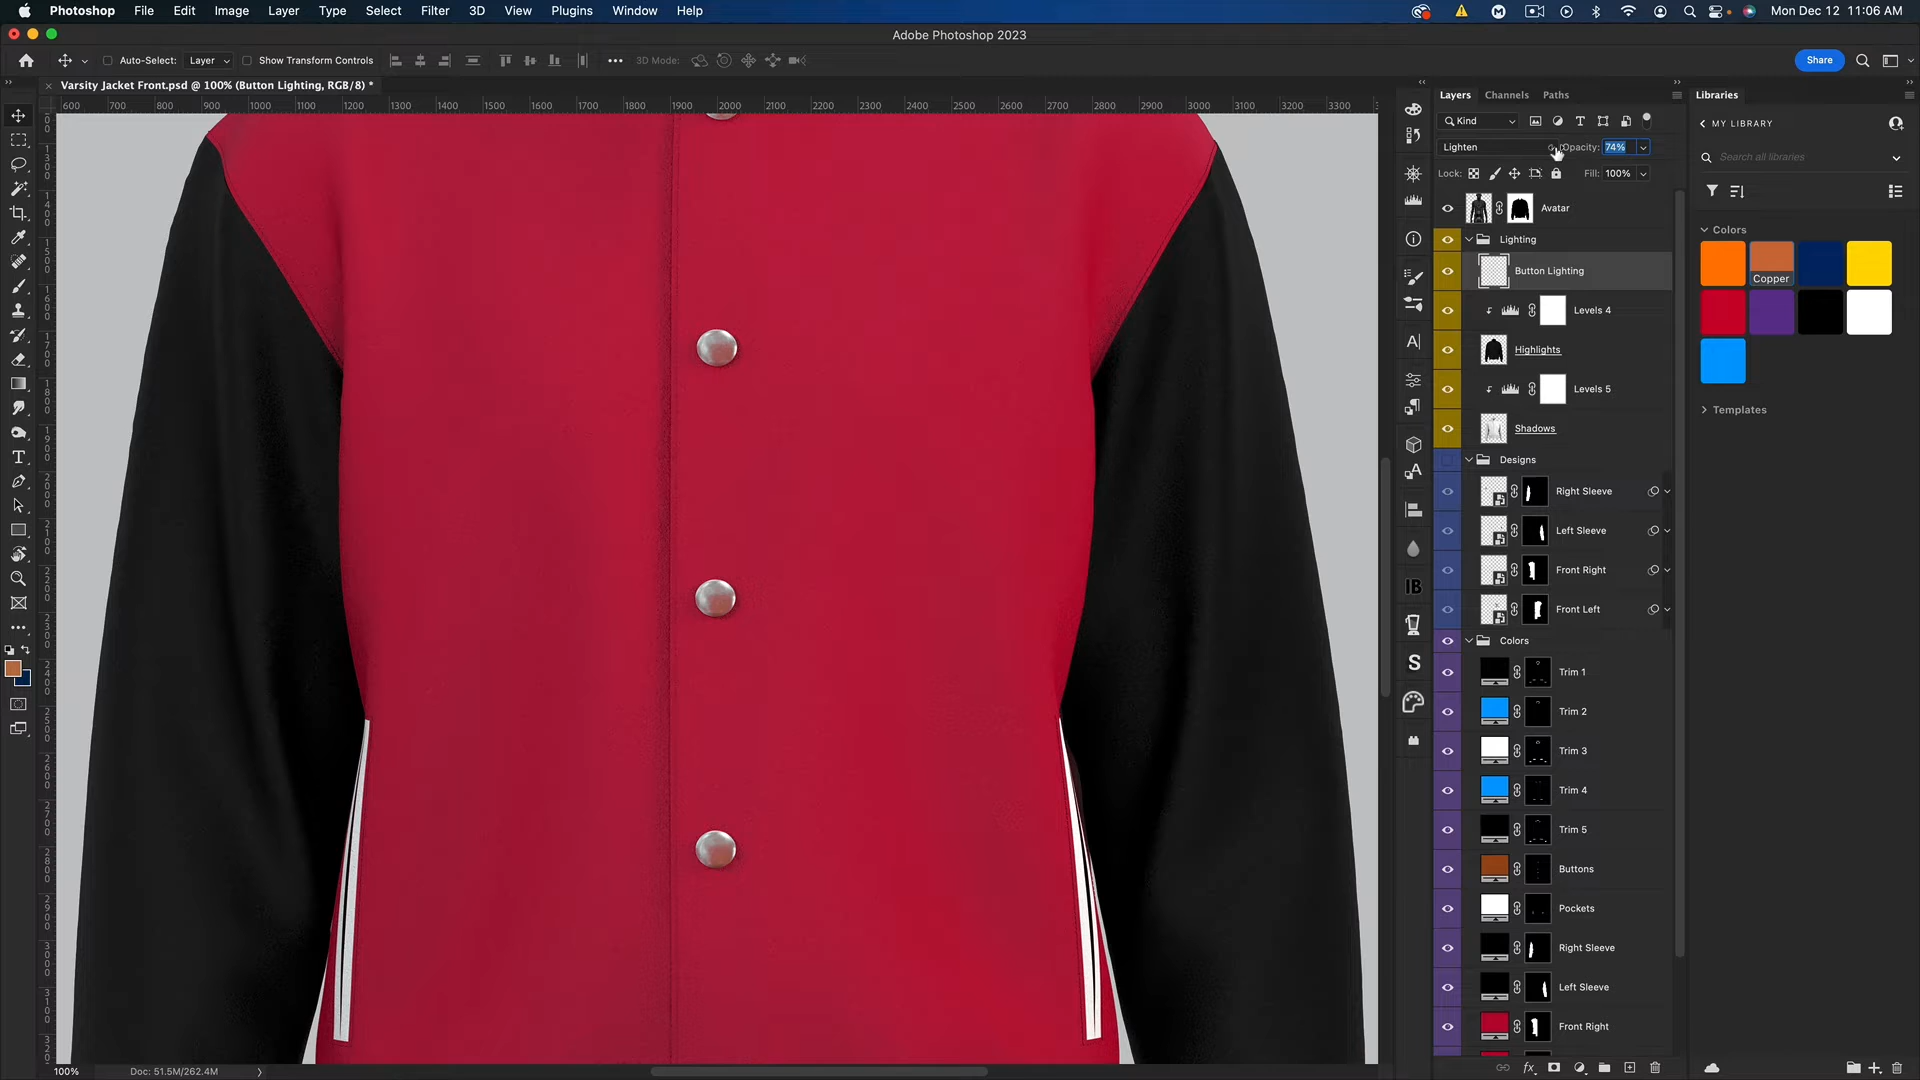 Photoshop File Edit Image Layer Type Select Filter 3D View Plugins Window Help Mon Dec 12 11:06 AM
Adobe Photoshop 2023
Auto-Select: Layer Show Transform Controls 3D Mode: Share
Varsity Jacket Front.psd @ 100% (Button Lighting, RGB/8) *
600 700 800 900 1000 1100 1200 1300 1400 1500 1600 1700 1800 1900 2000 2100 2200 2300 2400 2500 2600 2700 2800 2900 3000 3100 3200 3300
Layers Channels Paths
Kind
Lighten Opacity: 74%
Lock: Fill: 100%
Avatar
Lighting
Button Lighting
Levels 4
Highlights
Levels 5
Shadows
Designs
Right Sleeve
Left Sleeve
Front Right
Front Left
Colors
Trim 1
Trim 2
Trim 3
Trim 4
Trim 5
Buttons
Pockets
Right Sleeve
Left Sleeve
Front Right
Libraries
MY LIBRARY
Search all libraries
Colors
Copper
Templates
100% Doc: 51.5M/262.4M